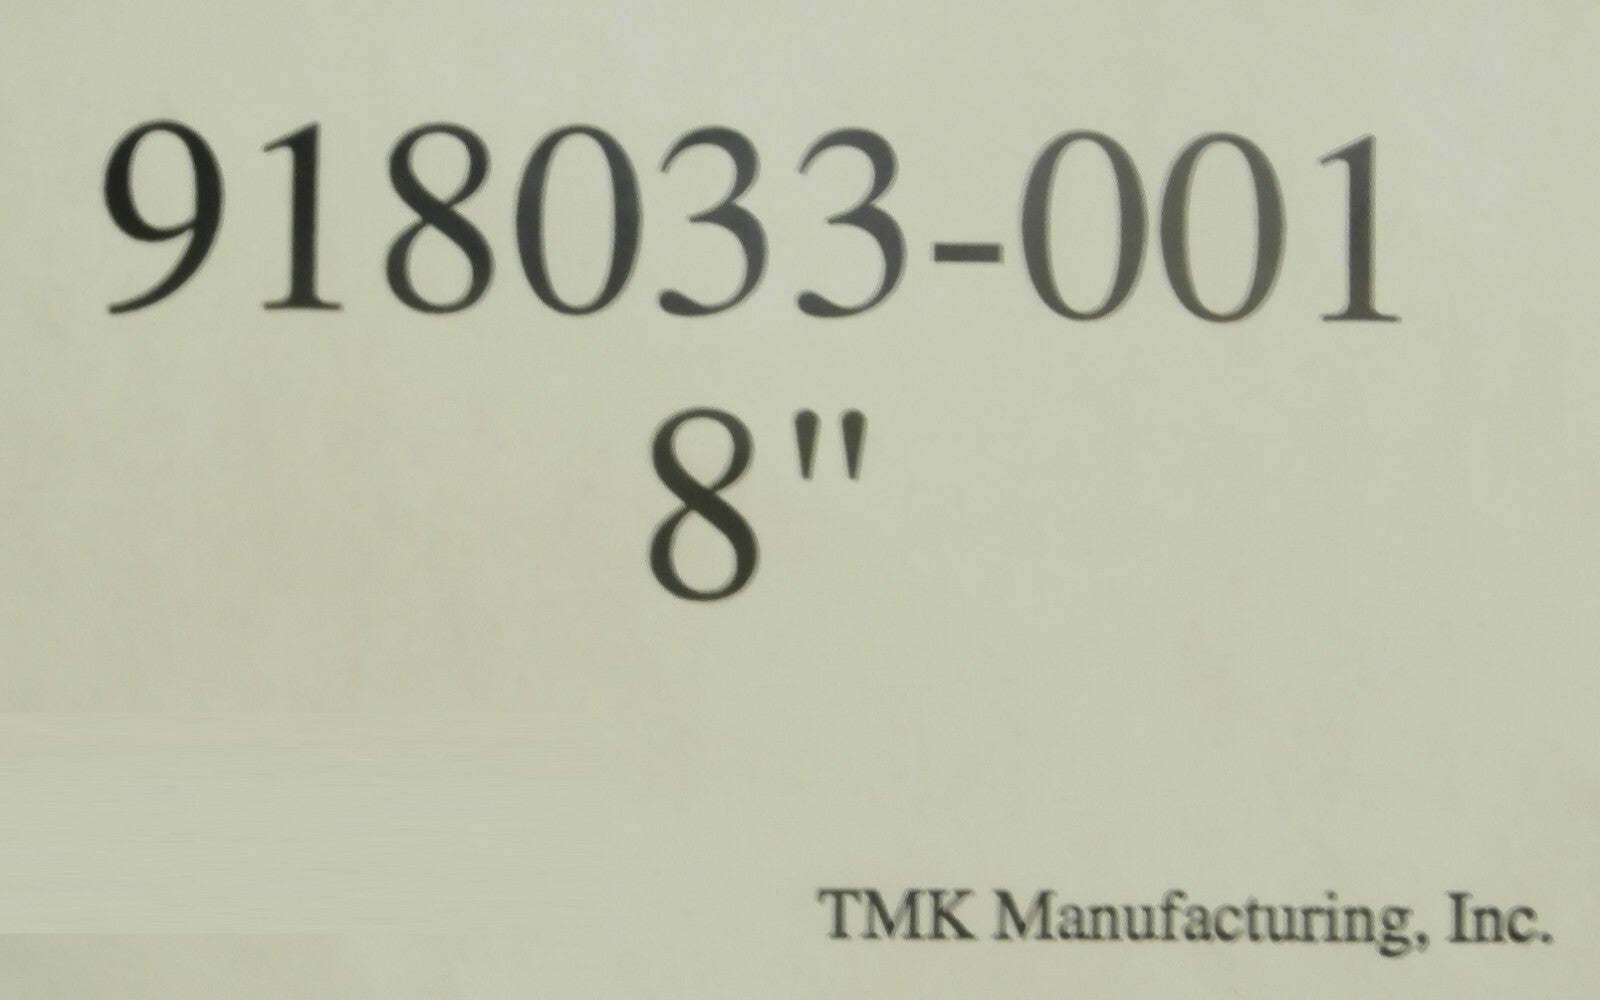 918033-001
8"
TMK Manufacturing, Inc.